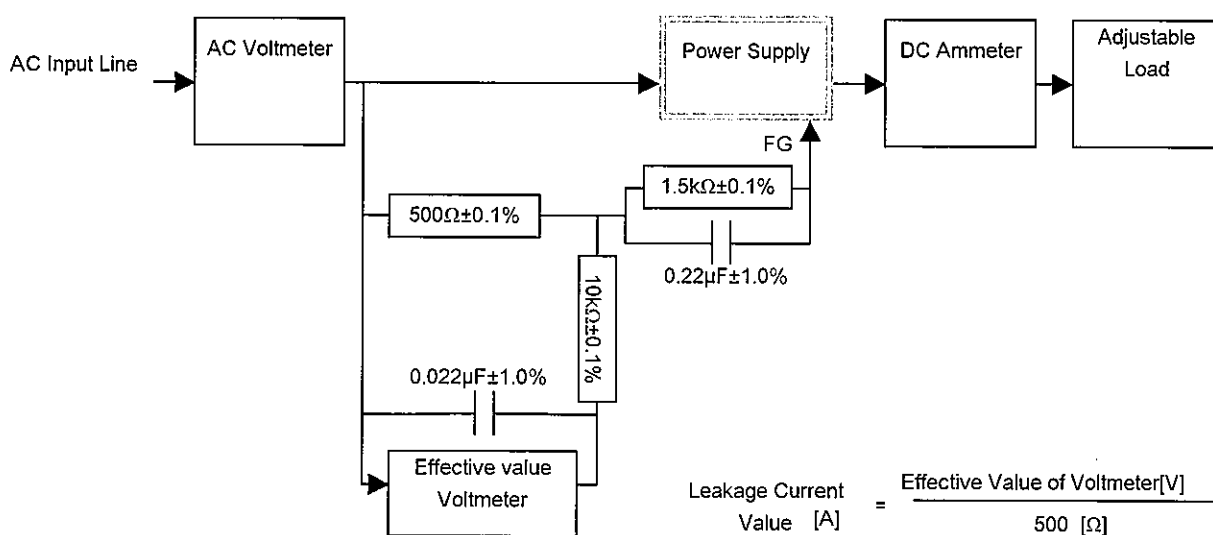 AC Input Line
AC Voltmeter
Power Supply
DC Ammeter
Adjustable
Load
FG
1.5kΩ±0.1%
500Ω±0.1%
0.22µF±1.0%
10kΩ±0.1%
0.022µF±1.0%
Effective value
Voltmeter
Leakage Current
Value [A]
=
Effective Value of Voltmeter[V]
500 [Ω]